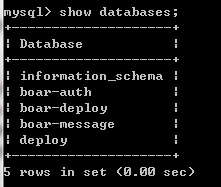 mysql> show databases;
+--------------------+
| Database           |
+--------------------+
| information_schema |
| boar-auth          |
| boar-deploy        |
| boar-message       |
| deploy             |
+--------------------+
5 rows in set (0.00 sec)